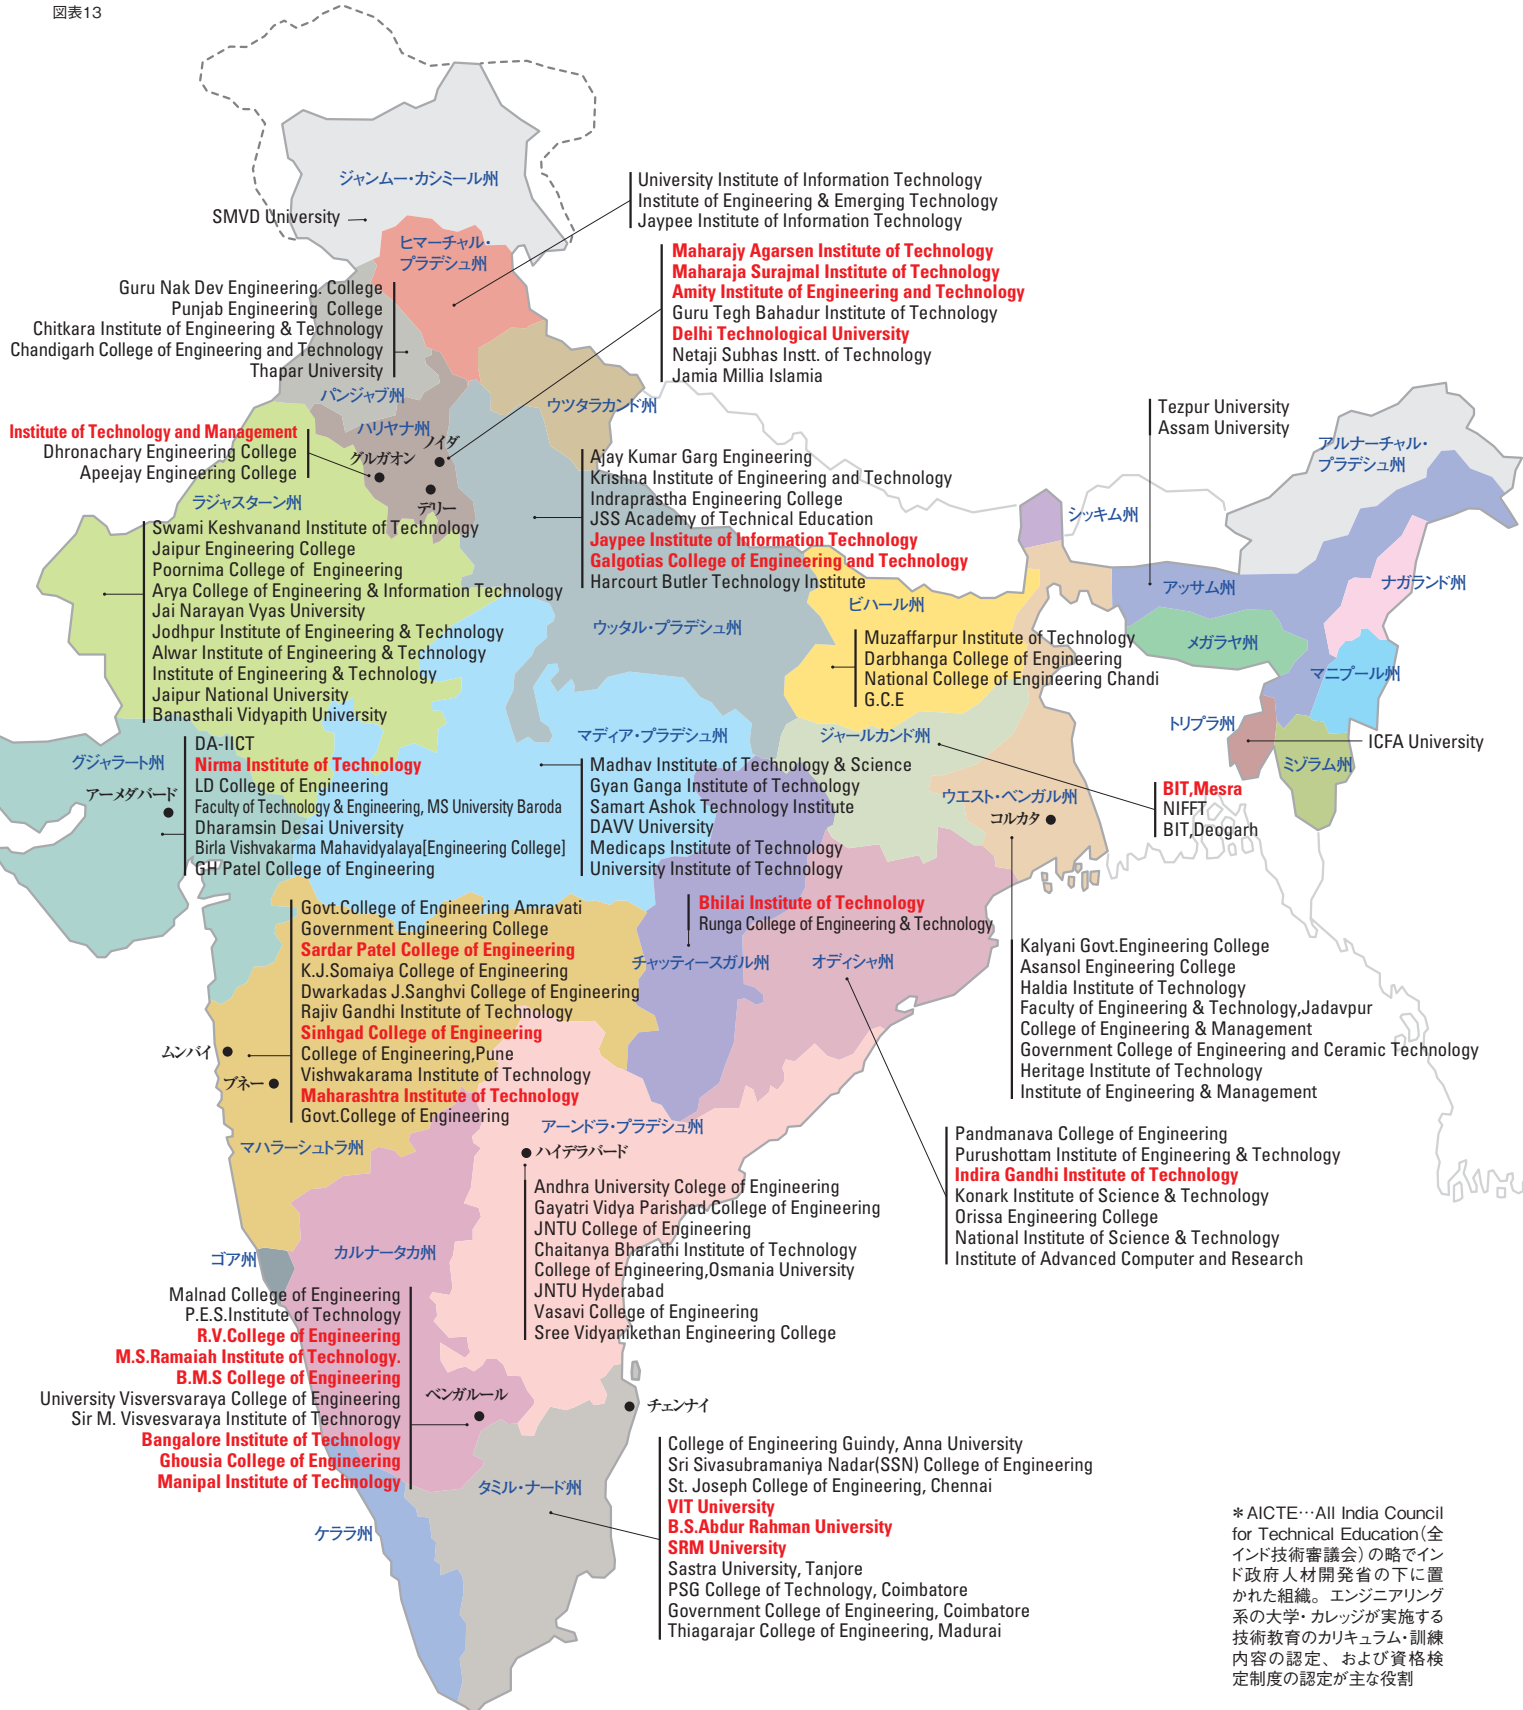 図表13
ジャンムー・カシミール州
SMVD University
ヒマーチャル・
プラデシュ州
University Institute of Information Technology
Institute of Engineering & Emerging Technology
Jaypee Institute of Information Technology
Maharajy Agarsen Institute of Technology
Maharaja Surajmal Institute of Technology
Amity Institute of Engineering and Technology
Guru Tegh Bahadur Institute of Technology
Delhi Technological University
Netaji Subhas Instt. of Technology
Jamia Millia Islamia
Guru Nak Dev Engineering. College
Punjab Engineering College
Chitkara Institute of Engineering & Technology
Chandigarh College of Engineering and Technology
Thapar University
パンジャブ州
ハリヤナ州
ウツタラカンド州
ノイダ
グルガオン
デリー
Institute of Technology and Management
Dhronachary Engineering College
Apeejay Engineering College
ラジャスターン州
Swami Keshvanand Institute of Technology
Jaipur Engineering College
Poornima College of Engineering
Arya College of Engineering & Information Technology
Jai Narayan Vyas University
Jodhpur Institute of Engineering & Technology
Alwar Institute of Engineering & Technology
Institute of Engineering & Technology
Jaipur National University
Banasthali Vidyapith University
Ajay Kumar Garg Engineering
Krishna Institute of Engineering and Technology
Indraprastha Engineering College
JSS Academy of Technical Education
Jaypee Institute of Information Technology
Galgotias College of Engineering and Technology
Harcourt Butler Technology Institute
ウッタル・プラデシュ州
Tezpur University
Assam University
アルナーチャル・
プラデシュ州
シッキム州
アッサム州
ナガランド州
メガラヤ州
マニプール州
トリプラ州
ミゾラム州
ICFA University
ビハール州
Muzaffarpur Institute of Technology
Darbhanga College of Engineering
National College of Engineering Chandi
G.C.E
ジャールカンド州
BIT,Mesra
NIFFT
BIT,Deogarh
グジャラート州
アーメダバード
DA-IICT
Nirma Institute of Technology
LD College of Engineering
Faculty of Technology & Engineering, MS University Baroda
Dharamsin Desai University
Birla Vishvakarma Mahavidyalaya[Engineering College]
GH Patel College of Engineering
マディア・プラデシュ州
Madhav Institute of Technology & Science
Gyan Ganga Institute of Technology
Samart Ashok Technology Institute
DAVV University
Medicaps Institute of Technology
University Institute of Technology
ウエスト・ベンガル州
コルカタ
Kalyani Govt.Engineering College
Asansol Engineering College
Haldia Institute of Technology
Faculty of Engineering & Technology,Jadavpur
College of Engineering & Management
Government College of Engineering and Ceramic Technology
Heritage Institute of Technology
Institute of Engineering & Management
Bhilai Institute of Technology
Runga College of Engineering & Technology
チャッティースガル州
オディシャ州
Pandmanava College of Engineering
Purushottam Institute of Engineering & Technology
Indira Gandhi Institute of Technology
Konark Institute of Science & Technology
Orissa Engineering College
National Institute of Science & Technology
Institute of Advanced Computer and Research
Govt.College of Engineering Amravati
Government Engineering College
Sardar Patel College of Engineering
K.J.Somaiya College of Engineering
Dwarkadas J.Sanghvi College of Engineering
Rajiv Gandhi Institute of Technology
Sinhgad College of Engineering
College of Engineering,Pune
Vishwakarama Institute of Technology
Maharashtra Institute of Technology
Govt.College of Engineering
ムンバイ
プネー
マハラーシュトラ州
アーンドラ・プラデシュ州
ハイデラバード
Andhra University Colege of Engineering
Gayatri Vidya Parishad College of Engineering
JNTU College of Engineering
Chaitanya Bharathi Institute of Technology
College of Engineering,Osmania University
JNTU Hyderabad
Vasavi College of Engineering
Sree Vidyanikethan Engineering College
ゴア州
カルナータカ州
Malnad College of Engineering
P.E.S.Institute of Technology
R.V.College of Engineering
M.S.Ramaiah Institute of Technology.
B.M.S College of Engineering
University Visversvaraya College of Engineering
Sir M. Visvesvaraya Institute of Technorogy
Bangalore Institute of Technology
Ghousia College of Engineering
Manipal Institute of Technology
ベンガルール
チェンナイ
タミル・ナード州
ケララ州
College of Engineering Guindy, Anna University
Sri Sivasubramaniya Nadar(SSN) College of Engineering
St. Joseph College of Engineering, Chennai
VIT University
B.S.Abdur Rahman University
SRM University
Sastra University, Tanjore
PSG College of Technology, Coimbatore
Government College of Engineering, Coimbatore
Thiagarajar College of Engineering, Madurai
＊AICTE…All India Council
for Technical Education（全
インド技術審議会）の略でイン
ド政府人材開発省の下に置
かれた組織。エンジニアリング
系の大学・カレッジが実施する
技術教育のカリキュラム・訓練
内容の認定、および資格検
定制度の認定が主な役割